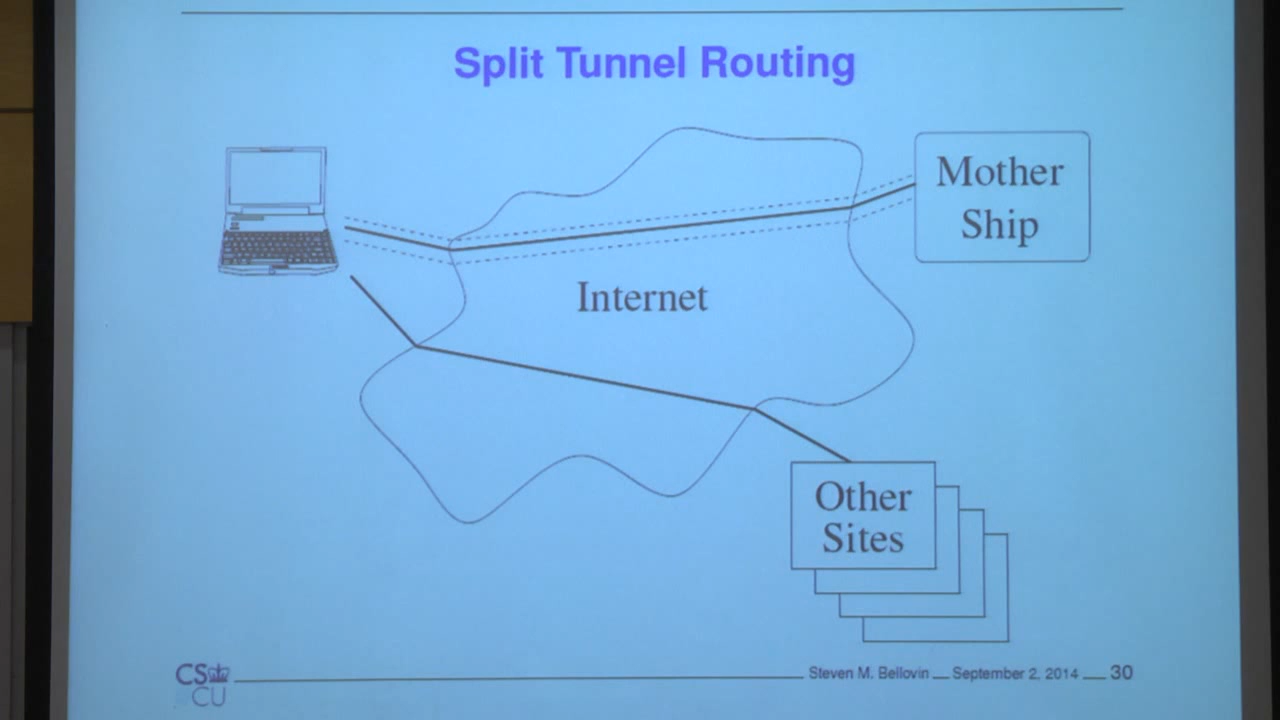 Split Tunnel Routing
Mother
Ship
Internet
Other
Sites
CS
CU
Steven M. Bellovin September 2, 2014 30